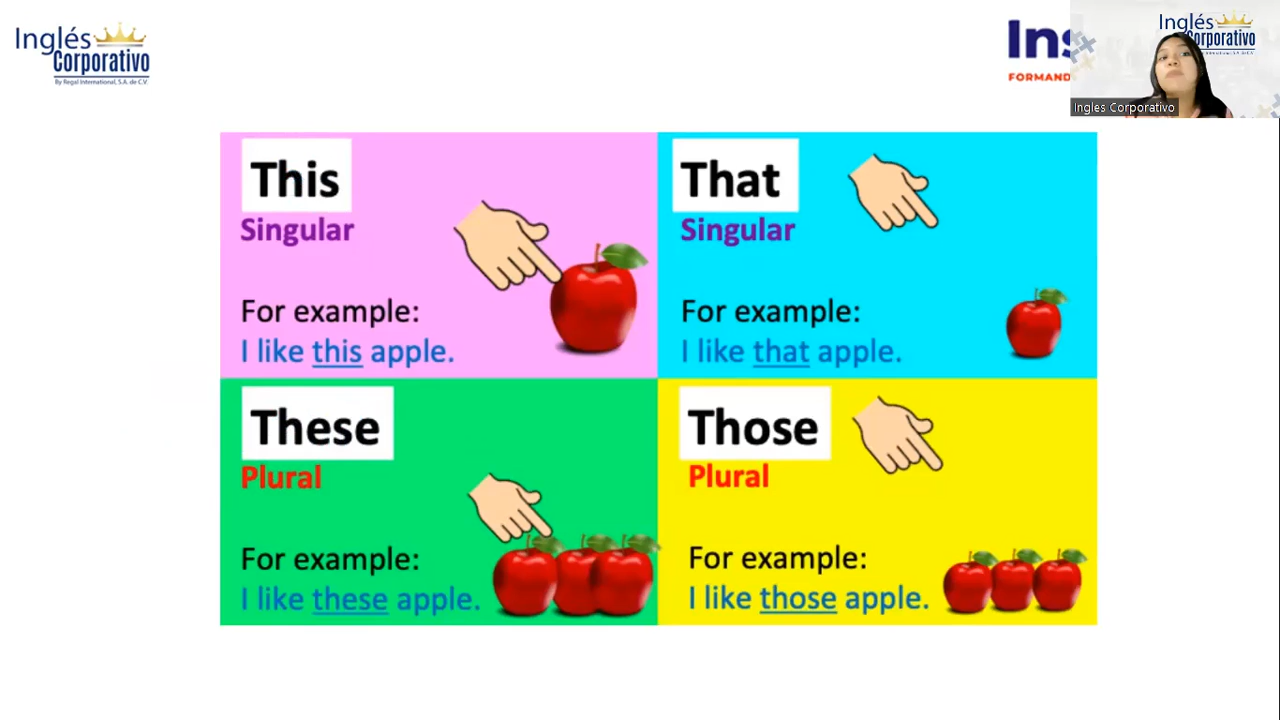 Inglés
Corporativo
By Regal International, S.A. de C.V.
Ins
FORMAND
Inglés
Corporativo
Ingles Corporativo
This
Singular
For example:
I like this apple.
That
Singular
For example:
I like that apple.
These
Plural
For example:
I like these apple.
Those
Plural
For example:
I like those apple.